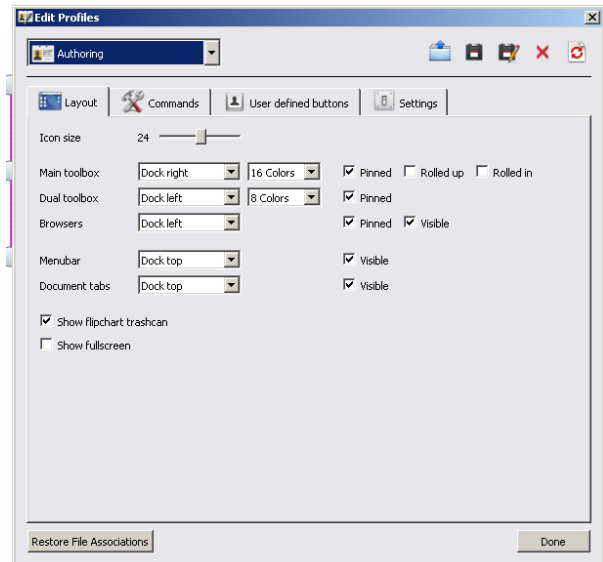 Edit Profiles
Authoring
Layout Commands User defined buttons Settings
Icon size 24
Main toolbox Dock right 16 Colors Pinned Rolled up Rolled in
Dual toolbox Dock left 8 Colors Pinned
Browsers Dock left Pinned Visible
Menubar Dock top Visible
Document tabs Dock top Visible
Show flipchart trashcan
Show fullscreen
Restore File Associations Done